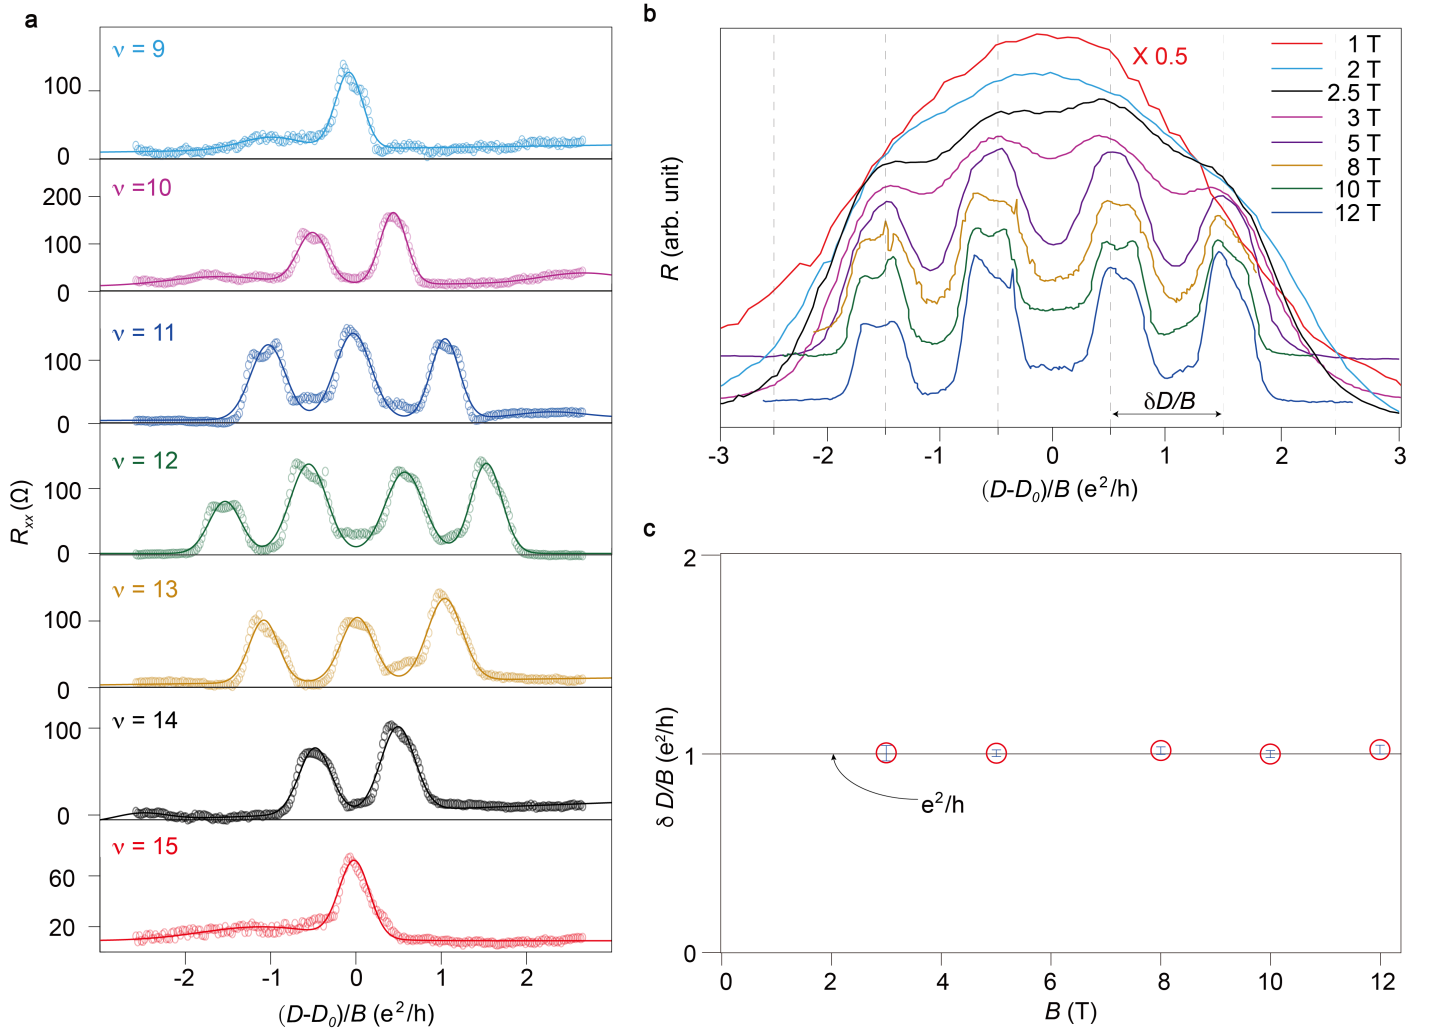 a
ν = 9
100
0
ν =10
200
100
0
ν = 11
100
0
ν = 12
100
0
ν = 13
100
0
ν = 14
100
0
ν = 15
60
20
Rxx (Ω)
-2 -1 0 1 2
(D-D0)/B (e²/h)
b
X 0.5
1 T
2 T
2.5 T
3 T
5 T
8 T
10 T
12 T
R (arb. unit)
δD/B
-3 -2 -1 0 1 2 3
(D-D0)/B (e²/h)
c
2
1
0
δ D/B (e²/h)
e²/h
0 2 4 6 8 10 12
B (T)